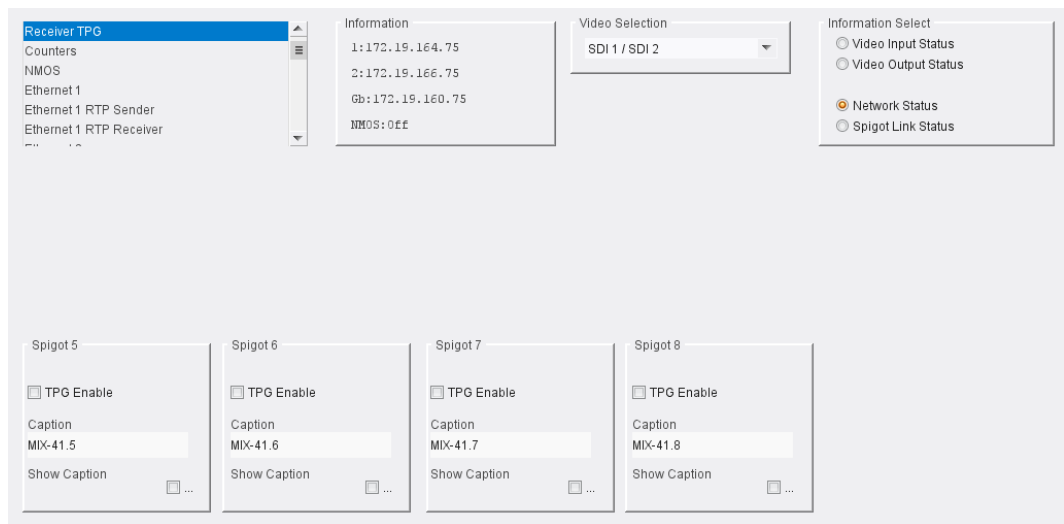 Receiver TPG
Counters
NMOS
Ethernet 1
Ethernet 1 RTP Sender
Ethernet 1 RTP Receiver
Information
1:172.19.164.75
2:172.19.166.75
Gb:172.19.160.75
NMOS:Off
Video Selection
SDI 1 / SDI 2
Information Select
Video Input Status
Video Output Status
Network Status
Spigot Link Status
Spigot 5
TPG Enable
Caption
MIX-41.5
Show Caption
...
Spigot 6
TPG Enable
Caption
MIX-41.6
Show Caption
...
Spigot 7
TPG Enable
Caption
MIX-41.7
Show Caption
...
Spigot 8
TPG Enable
Caption
MIX-41.8
Show Caption
...